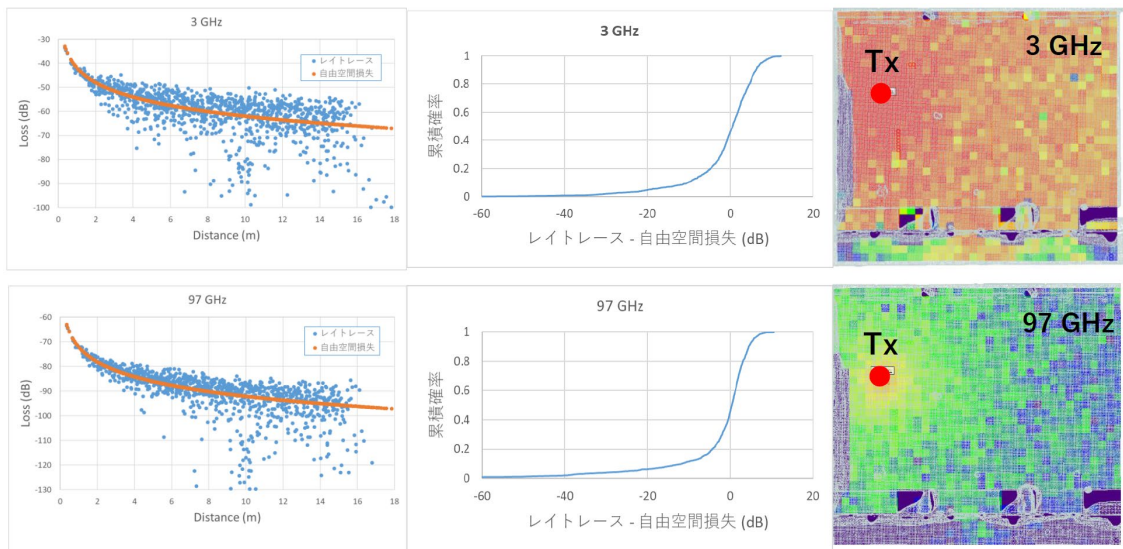 3 GHz
-30
-40
-50
-60
-70
-80
-90
-100
Loss (dB)
レイトレース
自由空間損失
0 2 4 6 8 10 12 14 16 18
Distance (m)
3 GHz
1
0.8
0.6
0.4
0.2
0
累積確率
-60 -40 -20 0 20
レイトレース - 自由空間損失 (dB)
3 GHz
Tx
97 GHz
-60
-70
-80
-90
-100
-110
-120
-130
Loss (dB)
レイトレース
自由空間損失
0 2 4 6 8 10 12 14 16 18
Distance (m)
97 GHz
1
0.8
0.6
0.4
0.2
0
累積確率
-60 -40 -20 0 20
レイトレース - 自由空間損失 (dB)
97 GHz
Tx